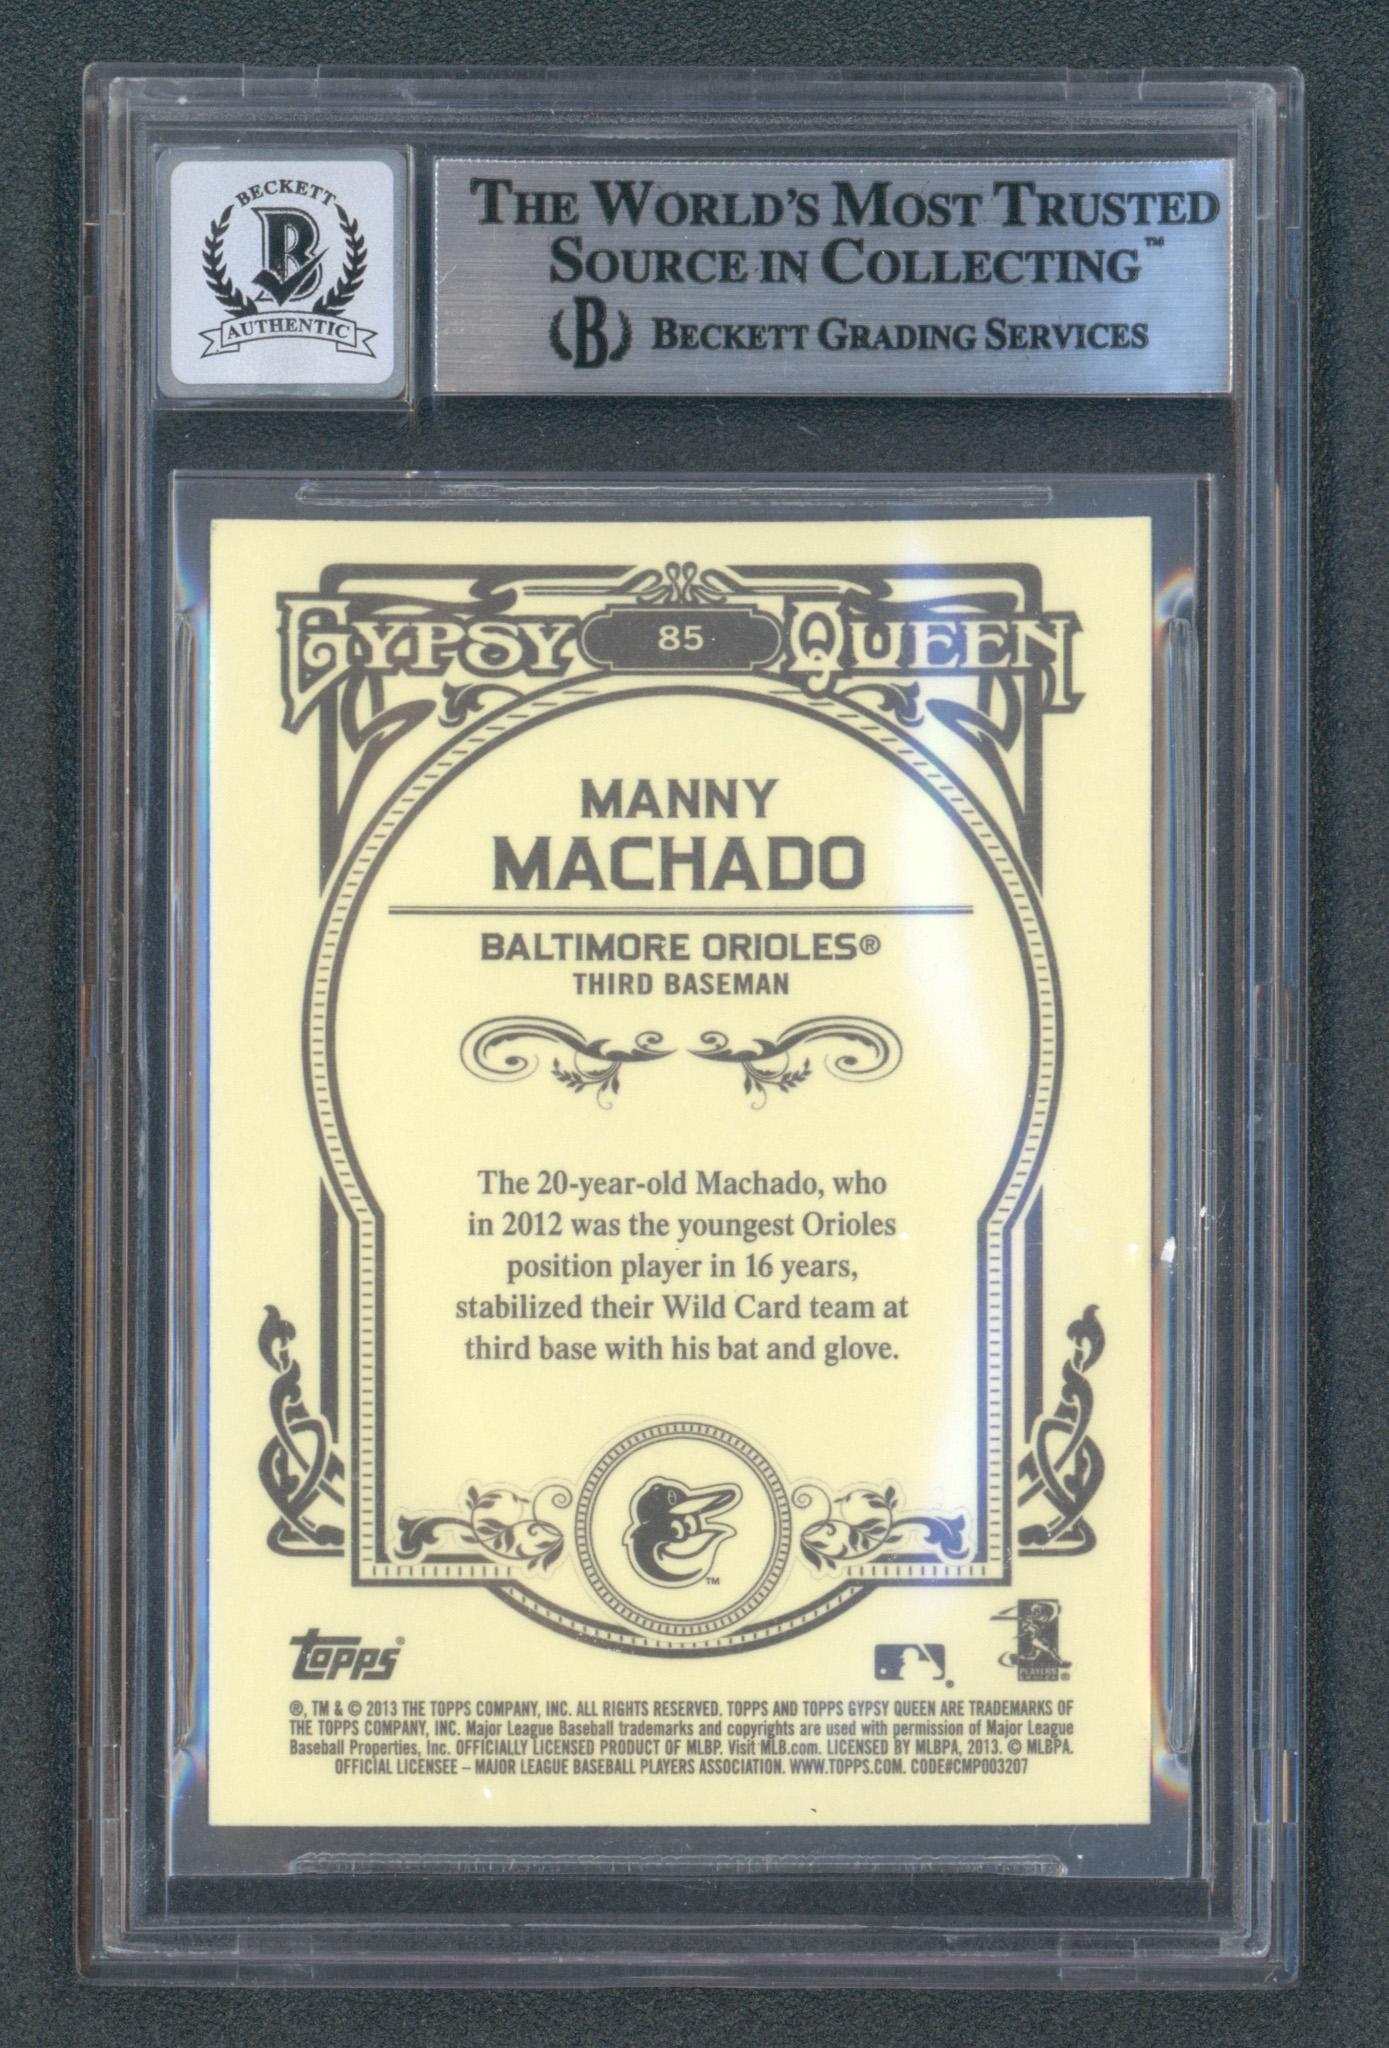 BECKETT
B
AUTHENTIC
THE WORLD'S MOST TRUSTED
SOURCE IN COLLECTING™
B BECKETT GRADING SERVICES
GYPSY 85 QUEEN
MANNY
MACHADO
BALTIMORE ORIOLES®
THIRD BASEMAN
The 20-year-old Machado, who
in 2012 was the youngest Orioles
position player in 16 years,
stabilized their Wild Card team at
third base with his bat and glove.
TM
topps®
PLAYERS
CHOICE ®
®, TM & © 2013 THE TOPPS COMPANY, INC. ALL RIGHTS RESERVED. TOPPS AND TOPPS GYPSY QUEEN ARE TRADEMARKS OF
THE TOPPS COMPANY, INC. Major League Baseball trademarks and copyrights are used with permission of Major League
Baseball Properties, Inc. OFFICIALLY LICENSED PRODUCT OF MLBP. Visit MLB.com. LICENSED BY MLBPA, 2013. © MLBPA.
OFFICIAL LICENSEE – MAJOR LEAGUE BASEBALL PLAYERS ASSOCIATION. WWW.TOPPS.COM. CODE#CMP003207